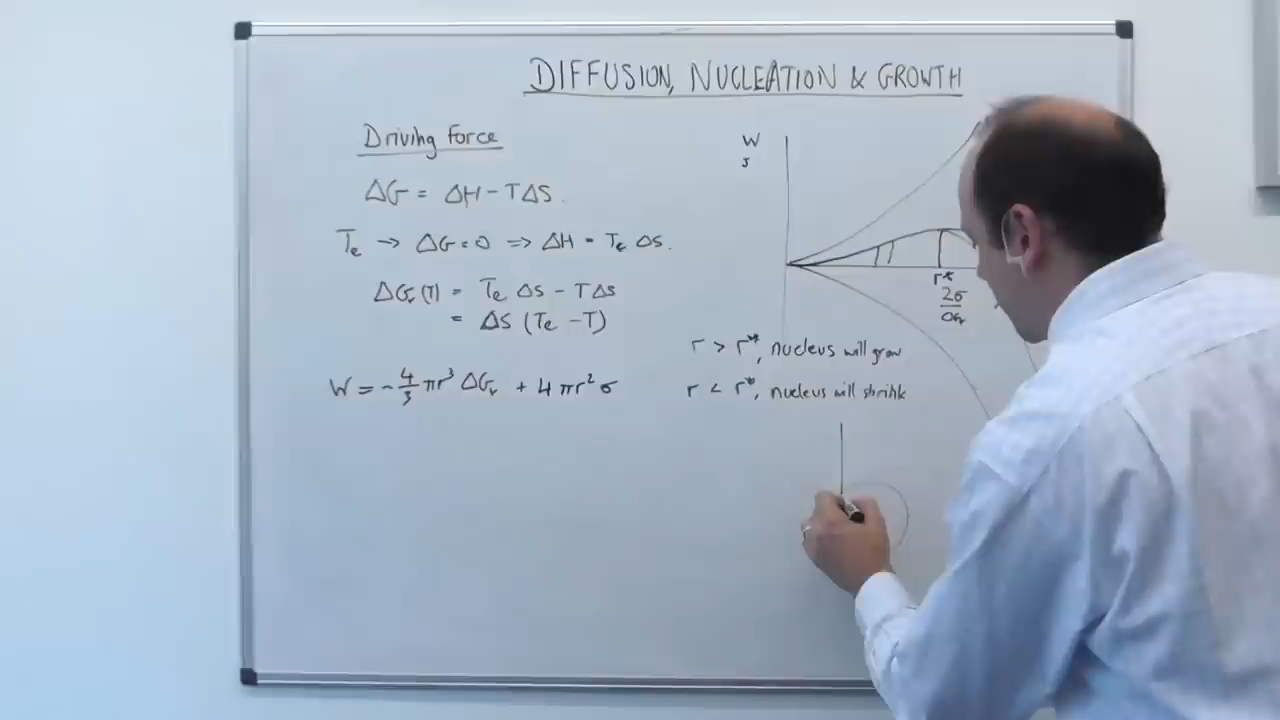 DIFFUSION, NUCLEATION & GROWTH
Driving Force
ΔG = ΔH - TΔS.
Te → ΔG = 0 ⇒ ΔH = Te ΔS.
ΔGv(T) = Te ΔS - TΔS
= ΔS (Te - T)
W = - 4/3 πr³ ΔGv + 4πr²σ
W
J
r*
2σ
ΔGv
r > r*, nucleus will grow
r < r*, nucleus will shrink